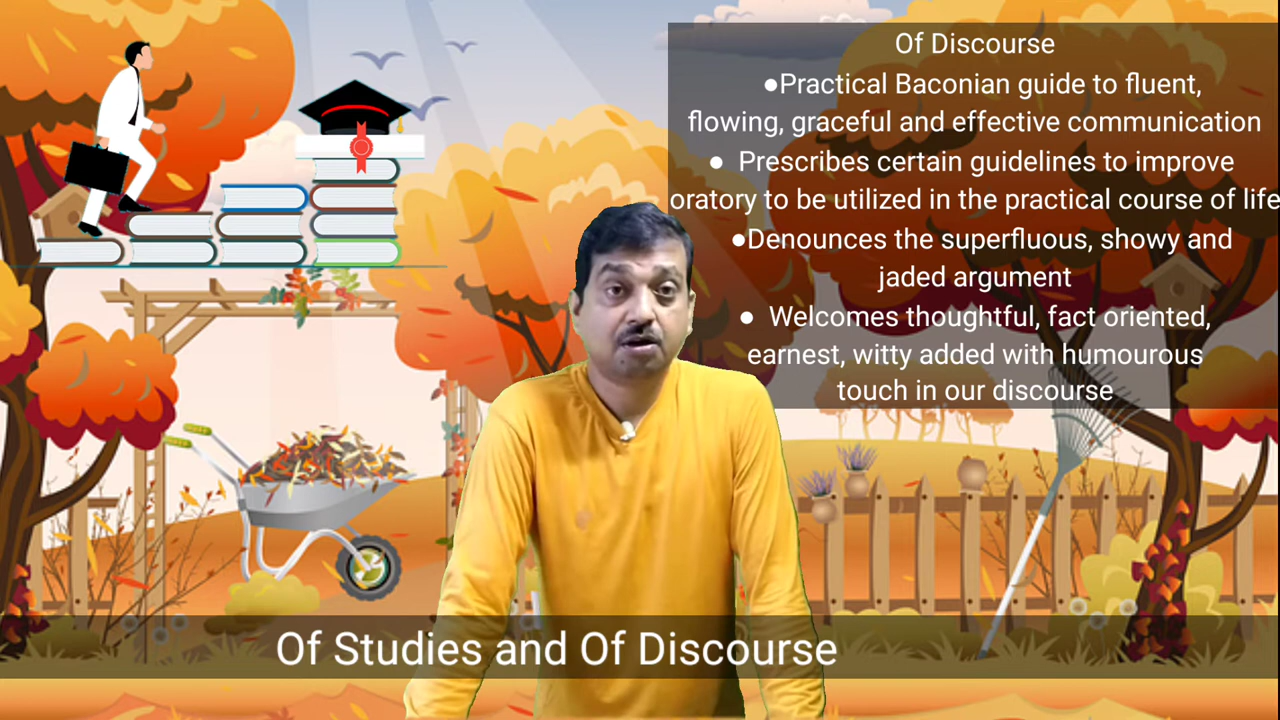 Of Discourse
●Practical Baconian guide to fluent,
flowing, graceful and effective communication
● Prescribes certain guidelines to improve
oratory to be utilized in the practical course of life
●Denounces the superfluous, showy and
jaded argument
● Welcomes thoughtful, fact oriented,
earnest, witty added with humourous
touch in our discourse
Of Studies and Of Discourse